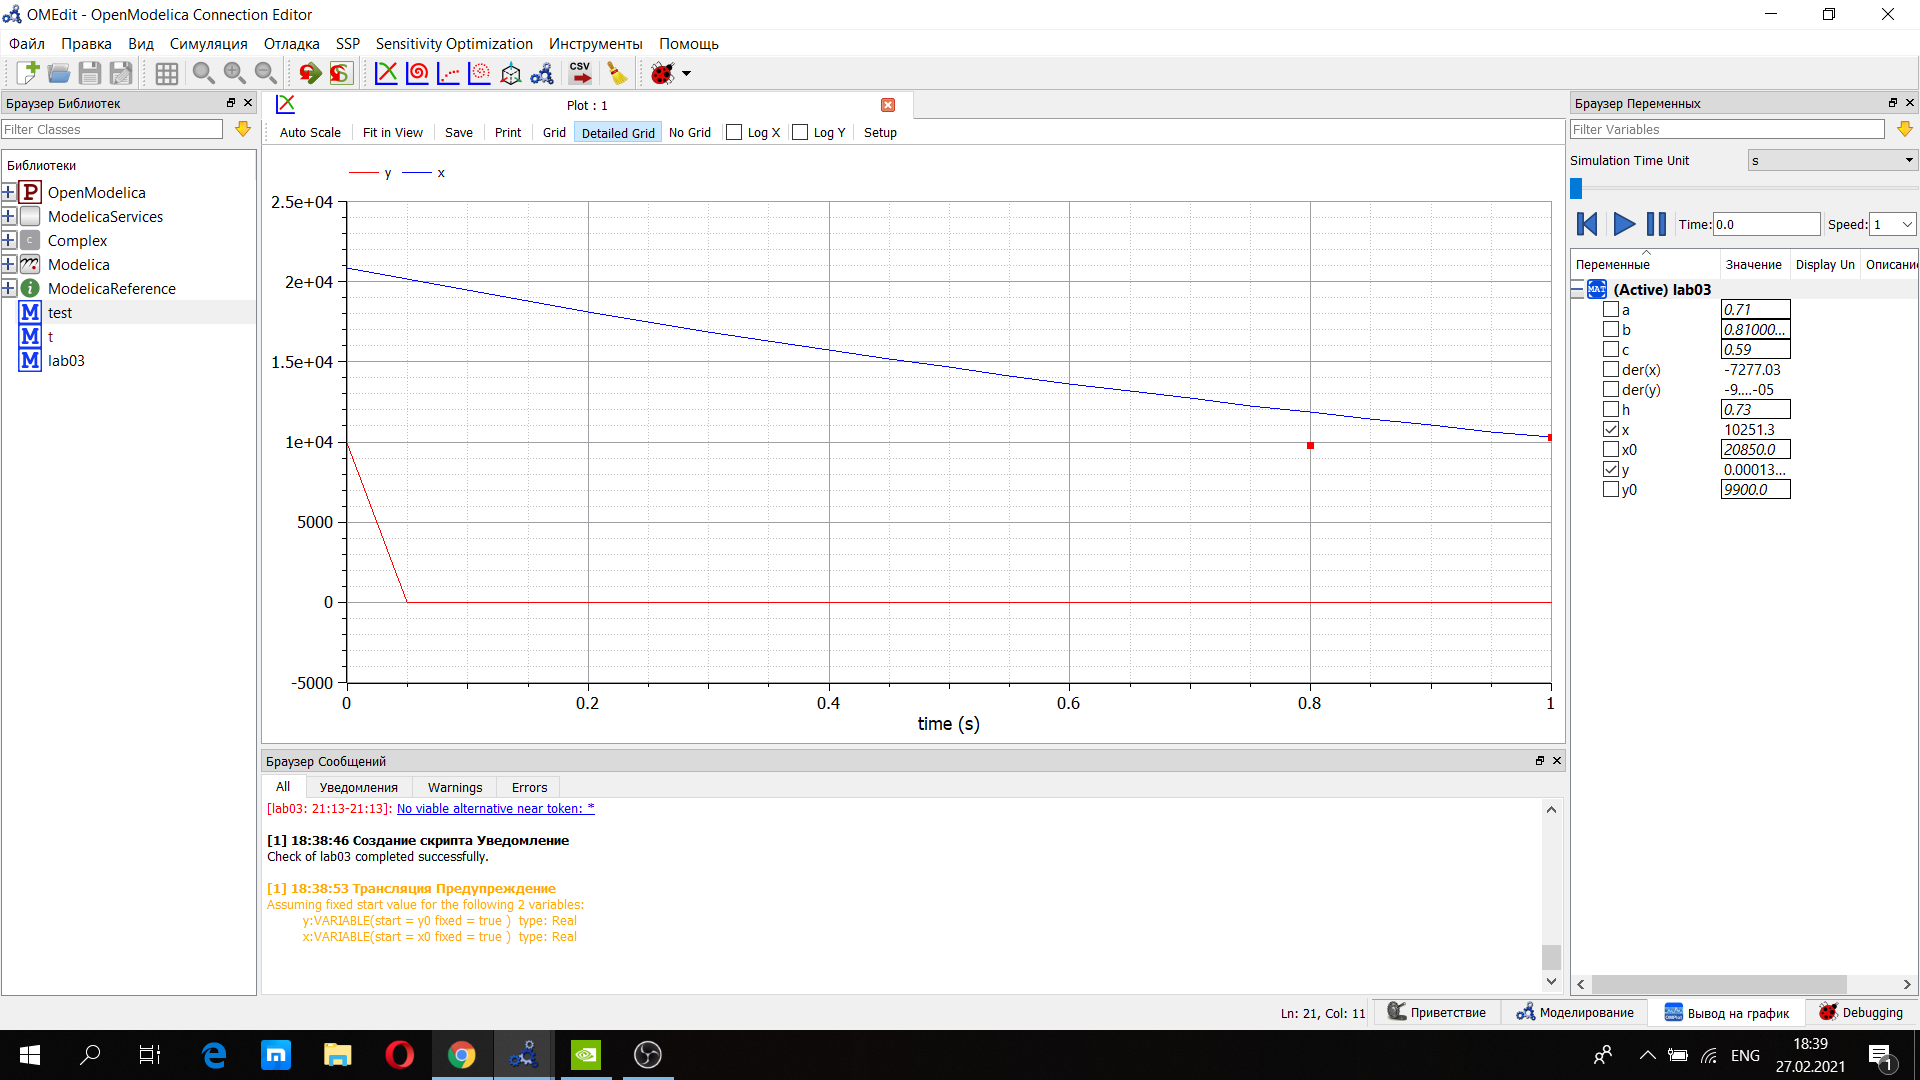 OMEdit - OpenModelica Connection Editor
Файл Правка Вид Симуляция Отладка SSP Sensitivity Optimization Инструменты Помощь
CSV
Браузер Библиотек
Filter Classes
Библиотеки
P OpenModelica
ModelicaServices
C Complex
Modelica
i ModelicaReference
M test
M t
M lab03
Plot : 1
Auto Scale Fit in View Save Print Grid Detailed Grid No Grid Log X Log Y Setup
y x
2.5e+04
2e+04
1.5e+04
1e+04
5000
0
-5000
0 0.2 0.4 0.6 0.8 1
time (s)
Браузер Сообщений
All Уведомления Warnings Errors
[lab03: 21:13-21:13]: No viable alternative near token: *
[1] 18:38:46 Создание скрипта Уведомление
Check of lab03 completed successfully.
[1] 18:38:53 Трансляция Предупреждение
Assuming fixed start value for the following 2 variables:
y:VARIABLE(start = y0 fixed = true ) type: Real
x:VARIABLE(start = x0 fixed = true ) type: Real
Браузер Переменных
Filter Variables
Simulation Time Unit s
Time: 0.0 Speed: 1
Переменные Значение Display Un Описание
MAT (Active) lab03
a 0.71
b 0.81000...
c 0.59
der(x) -7277.03
der(y) -9....-05
h 0.73
x 10251.3
x0 20850.0
y 0.00013...
y0 9900.0
Ln: 21, Col: 11 Приветствие Моделирование Вывод на график Debugging
ENG
18:39
27.02.2021
1